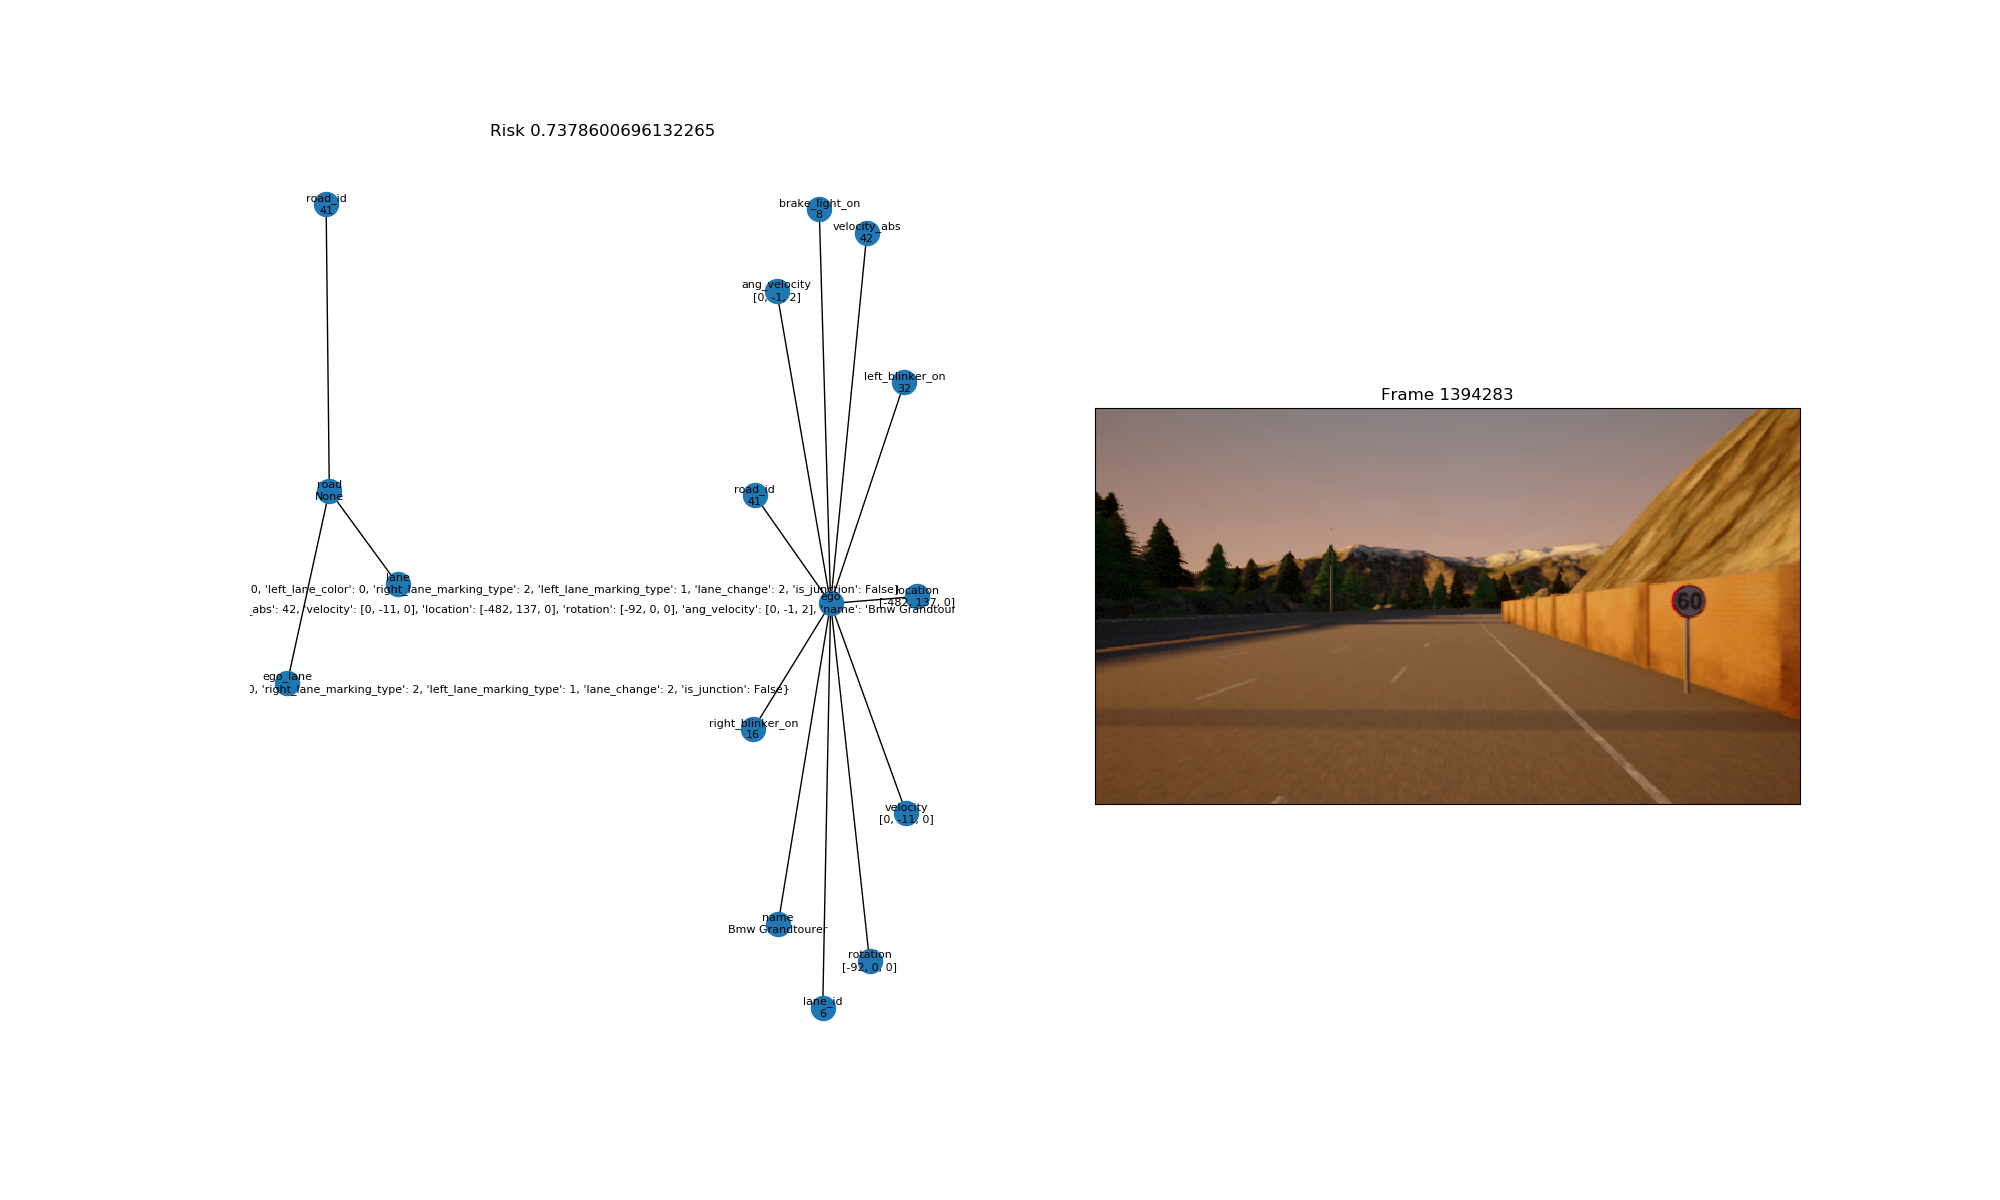 Risk 0.7378600696132265
road_id
41
brake_light_on
8
velocity_abs
42
ang_velocity
[0, -1, 2]
left_blinker_on
32
Frame 1394283
road
None
road_id
41
lane
0, 'left_lane_color': 0, 'right_lane_marking_type': 2, 'left_lane_marking_type': 1, 'lane_change': 2, 'is_junction': False}
location
[-482, 137, 0]
ego
_abs': 42, 'velocity': [0, -11, 0], 'location': [-482, 137, 0], 'rotation': [-92, 0, 0], 'ang_velocity': [0, -1, 2], 'name': 'Bmw Grandtour
60
ego_lane
0, 'right_lane_marking_type': 2, 'left_lane_marking_type': 1, 'lane_change': 2, 'is_junction': False}
right_blinker_on
16
velocity
[0, -11, 0]
name
Bmw Grandtourer
rotation
[-92, 0, 0]
lane_id
6